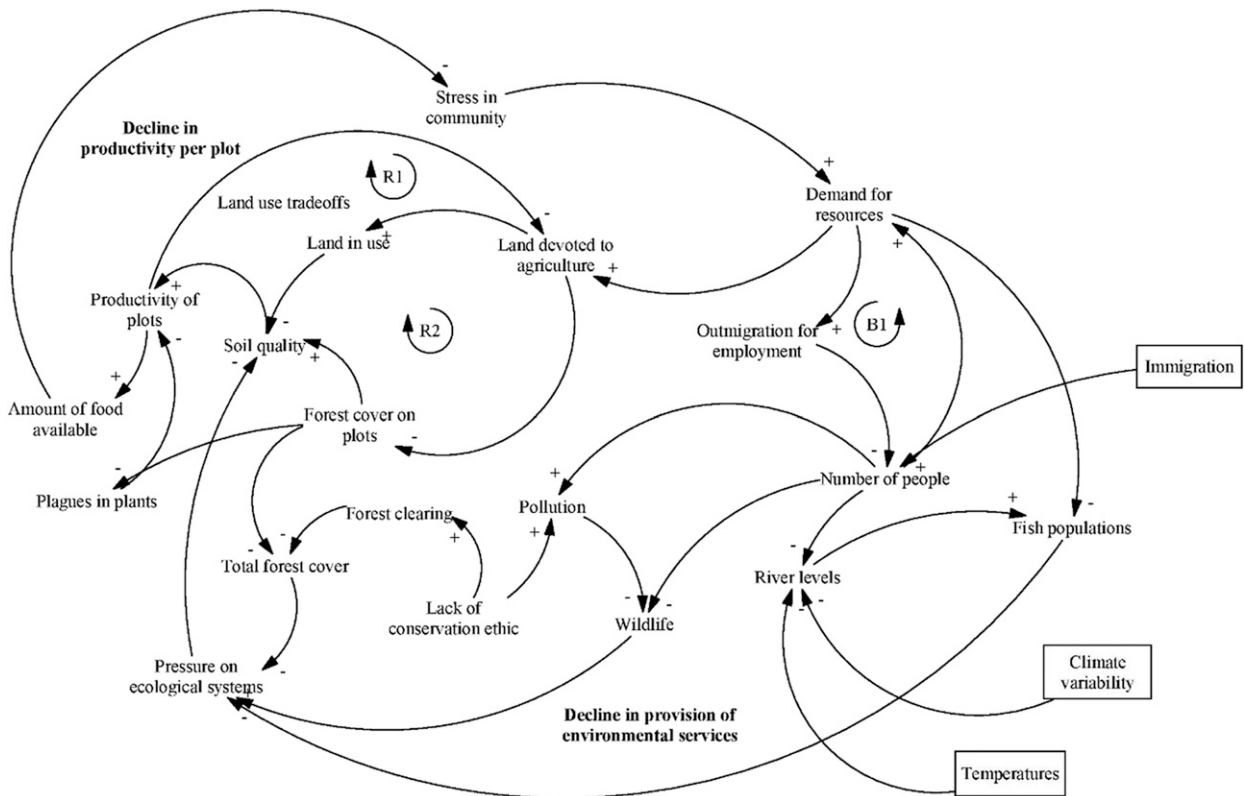 Stress in
community
Decline in
productivity per plot
R1
Demand for
resources
Land use tradeoffs
Land in use
Land devoted to
agriculture
Productivity of
plots
Soil quality
R2
Outmigration for
employment
B1
Immigration
Amount of food
available
Forest cover on
plots
Plagues in plants
Forest clearing
Pollution
Number of people
Fish populations
Total forest cover
River levels
Lack of
conservation ethic
Wildlife
Pressure on
ecological systems
Climate
variability
Decline in provision of
environmental services
Temperatures